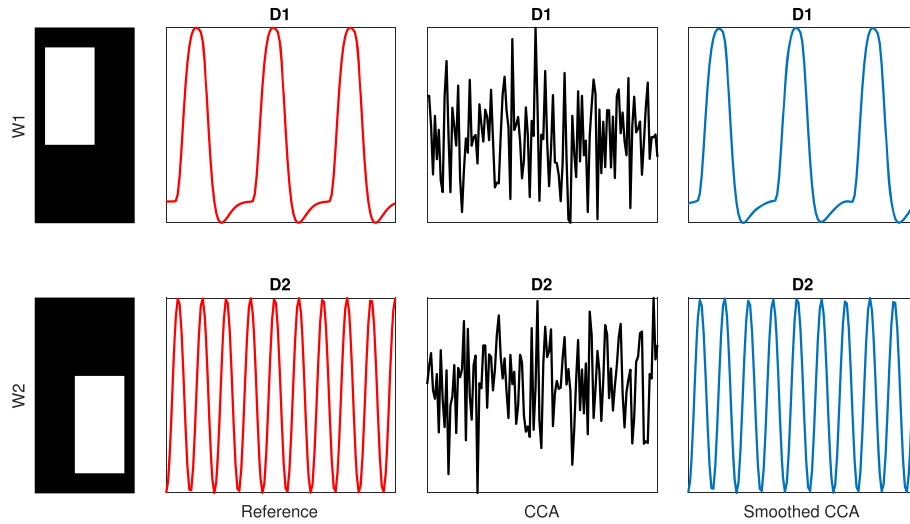 D1 D1 D1
W1
D2 D2 D2
W2
Reference CCA Smoothed CCA